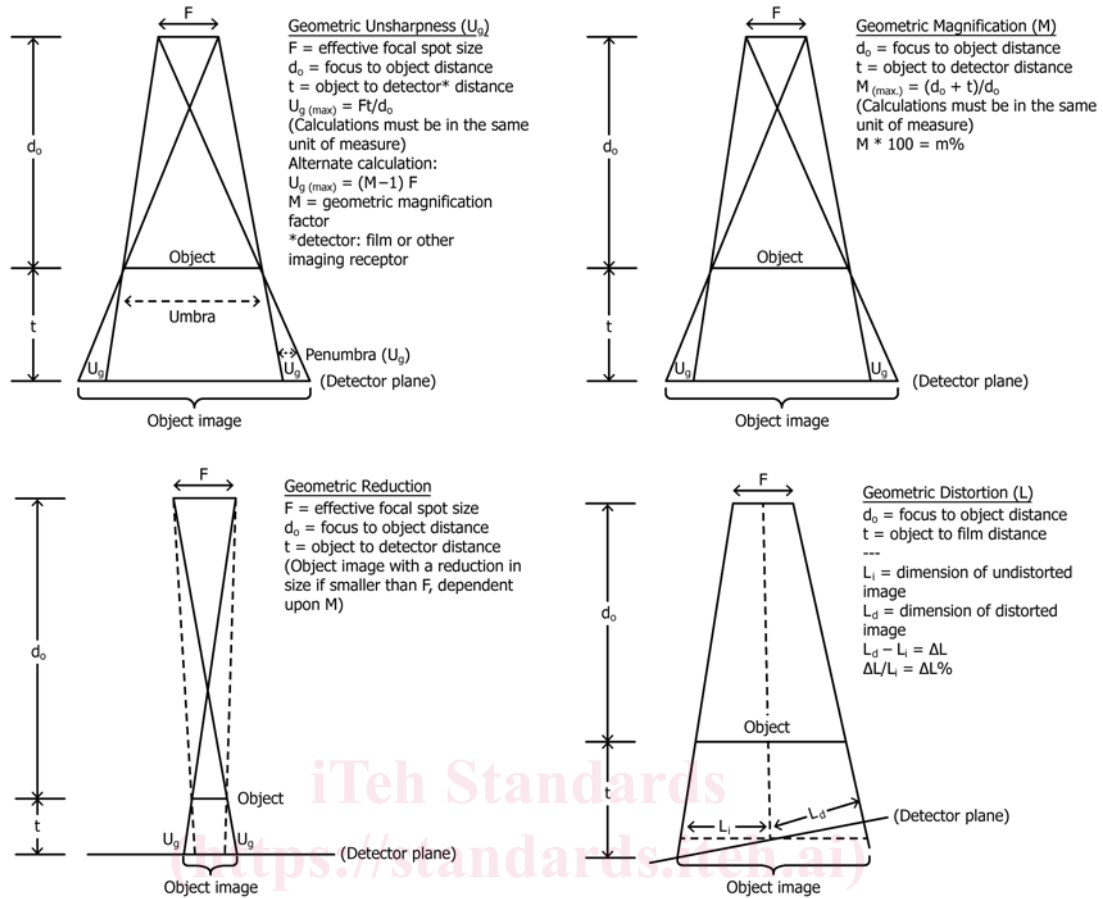 F
Geometric Unsharpness (Ug)
F = effective focal spot size
do = focus to object distance
t = object to detector* distance
Ug (max) = Ft/do
(Calculations must be in the same
unit of measure)
Alternate calculation:
Ug (max) = (M−1) F
M = geometric magnification
factor
*detector: film or other
imaging receptor
do
Object
Umbra
t
Ug
Ug
Penumbra (Ug)
(Detector plane)
Object image
F
Geometric Magnification (M)
do = focus to object distance
t = object to detector distance
M (max.) = (do + t)/do
(Calculations must be in the same
unit of measure)
M * 100 = m%
do
Object
t
Ug
Ug
(Detector plane)
Object image
F
Geometric Reduction
F = effective focal spot size
do = focus to object distance
t = object to detector distance
(Object image with a reduction in
size if smaller than F, dependent
upon M)
do
Object
t
Ug
Ug
(Detector plane)
Object image
F
Geometric Distortion (L)
do = focus to object distance
t = object to film distance
---
Li = dimension of undistorted
image
Ld = dimension of distorted
image
Ld − Li = ΔL
ΔL/Li = ΔL%
do
Object
t
Li
Ld
(Detector plane)
Object image
iTeh Standards
(https://standards.iteh.ai)